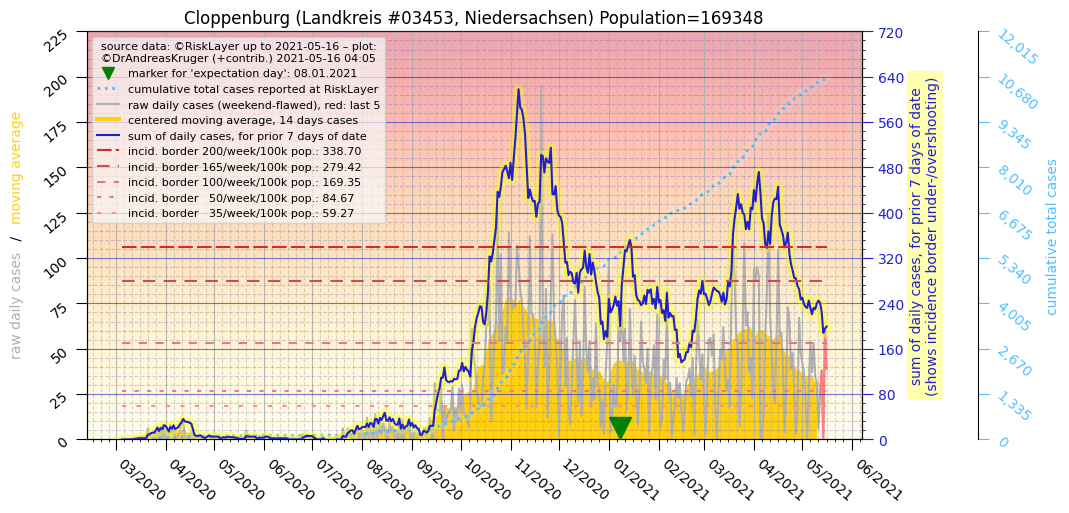 Cloppenburg (Landkreis #03453, Niedersachsen) Population=169348
source data: ©RiskLayer up to 2021-05-16 – plot:
©DrAndreasKruger (+contrib.) 2021-05-16 04:05
marker for 'expectation day': 08.01.2021
cumulative total cases reported at RiskLayer
raw daily cases (weekend-flawed), red: last 5
centered moving average, 14 days cases
sum of daily cases, for prior 7 days of date
incid. border 200/week/100k pop.: 338.70
incid. border 165/week/100k pop.: 279.42
incid. border 100/week/100k pop.: 169.35
incid. border   50/week/100k pop.: 84.67
incid. border   35/week/100k pop.: 59.27
raw daily cases / moving average
225
200
175
150
125
100
75
50
25
0
03/2020
04/2020
05/2020
06/2020
07/2020
08/2020
09/2020
10/2020
11/2020
12/2020
01/2021
02/2021
03/2021
04/2021
05/2021
06/2021
720
640
560
480
400
320
240
160
80
0
sum of daily cases, for prior 7 days of date
(shows incidence border under-/overshooting)
12,015
10,680
9,345
8,010
6,675
5,340
4,005
2,670
1,335
0
cumulative total cases